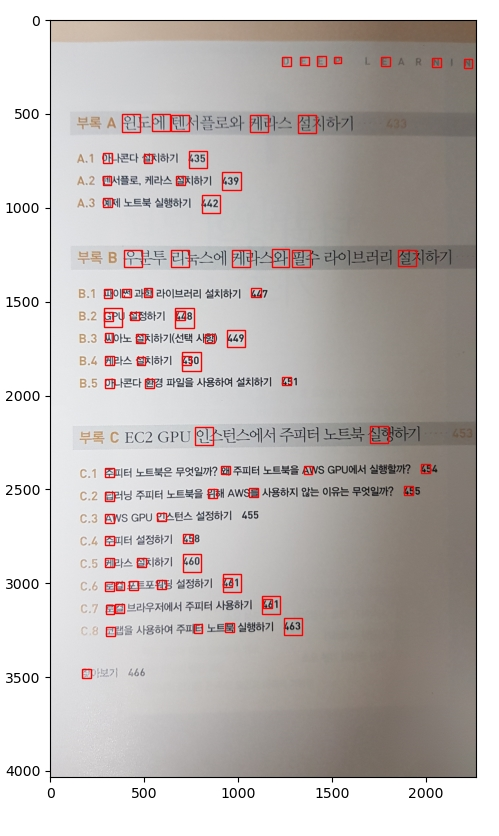 D E E P L E A R N I N
부록 A 윈도에 텐서플로와 케라스 설치하기 433
A.1 아나콘다 설치하기 435
A.2 텐서플로, 케라스 설치하기 439
A.3 예제 노트북 실행하기 442
부록 B 우분투 리눅스에 케라스와 필수 라이브러리 설치하기
B.1 파이썬 과학 라이브러리 설치하기 447
B.2 GPU 설정하기 448
B.3 씨아노 설치하기(선택 사항) 449
B.4 케라스 설치하기 450
B.5 아나콘다 환경 파일을 사용하여 설치하기 451
부록 C EC2 GPU 인스턴스에서 주피터 노트북 실행하기 453
C.1 주피터 노트북은 무엇일까? 왜 주피터 노트북을 AWS GPU에서 실행할까? 454
C.2 딥러닝 주피터 노트북을 위해 AWS를 사용하지 않는 이유는 무엇일까? 455
C.3 AWS GPU 인스턴스 설정하기 455
C.4 주피터 설정하기 458
C.5 케라스 설치하기 460
C.6 로컬 포트포워딩 설정하기 461
C.7 로컬 브라우저에서 주피터 사용하기 461
C.8 코랩을 사용하여 주피터 노트북 실행하기 463
찾아보기 466
0
500
1000
1500
2000
2500
3000
3500
4000
0 500 1000 1500 2000